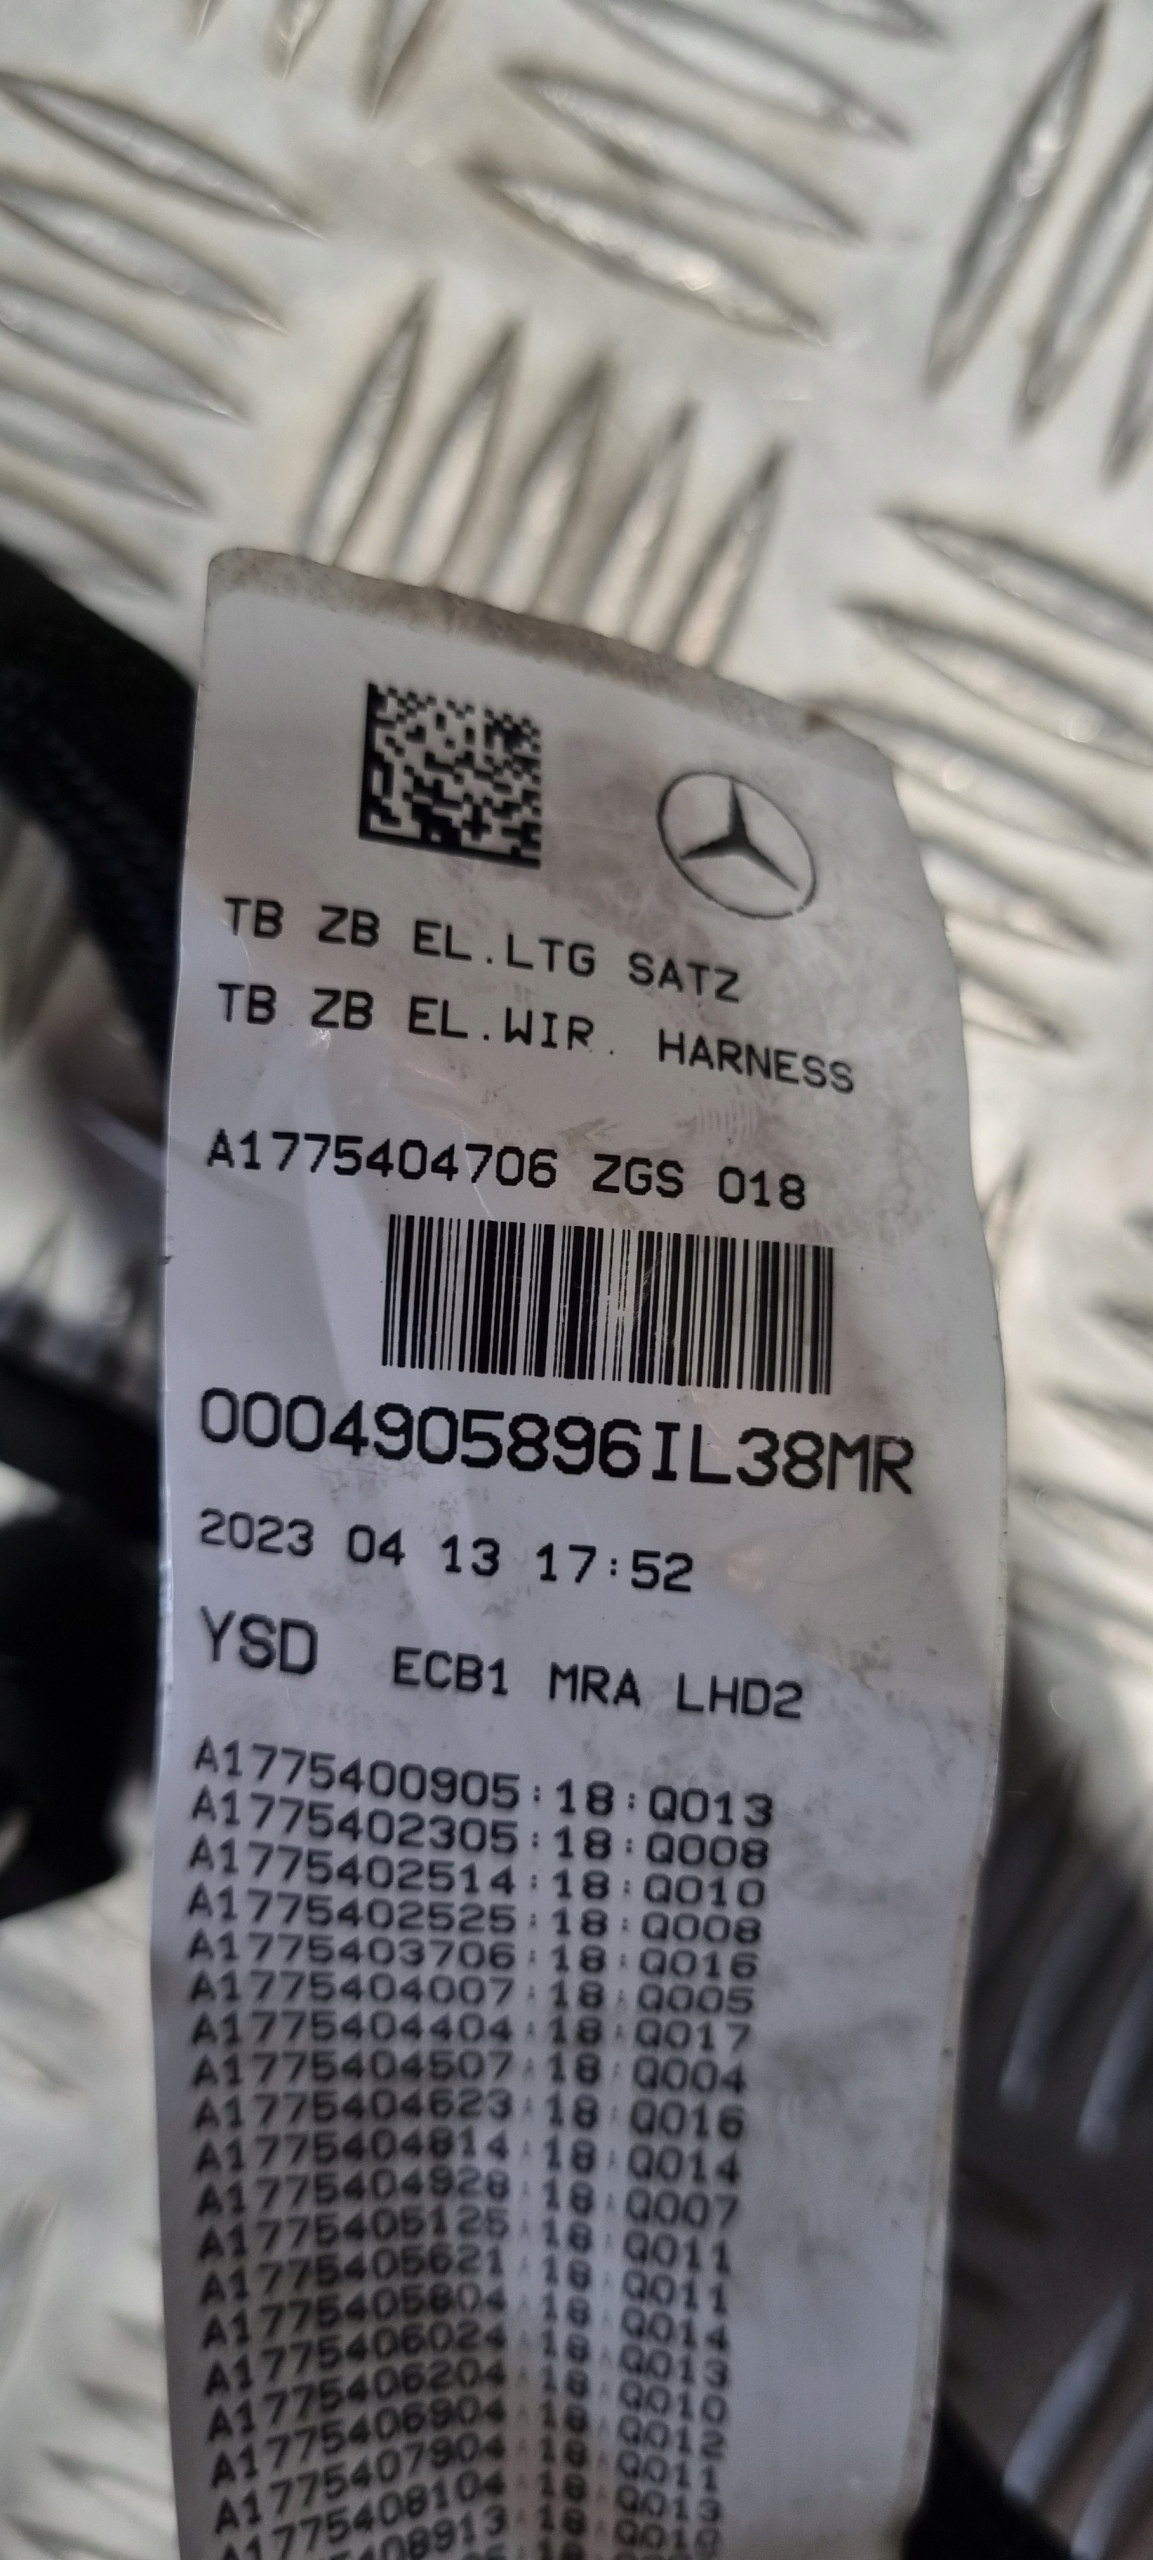 TB ZB EL.LTG SATZ
TB ZB EL.WIR. HARNESS
A1775404706 ZGS 018
0004905896IL38MR
2023 04 13 17:52
YSD ECB1 MRA LHD2
A1775400905:18:Q013
A1775402305:18:Q008
A1775402514:18:Q010
A1775402525:18:Q008
A1775403706:18:Q016
A1775404007:18:Q005
A1775404404:18:Q017
A1775404507:18:Q004
A1775404623:18:Q016
A1775404814:18:Q014
A1775404928:18:Q007
A1775405125:18:Q011
A1775405621:18:Q011
A1775405804:18:Q014
A1775406024:18:Q013
A1775406204:18:Q010
A1775406904:18:Q012
A1775407904:18:Q011
A1775408104:18:Q013